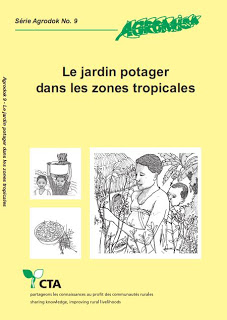 Série Agrodok No. 9
AGROMISA
Le jardin potager
dans les zones tropicales
Agrodok 9 - Le jardin potager dans les zones tropicales
CTA
partageons les connaissances au profit des communautés rurales
sharing knowledge, improving rural livelihoods